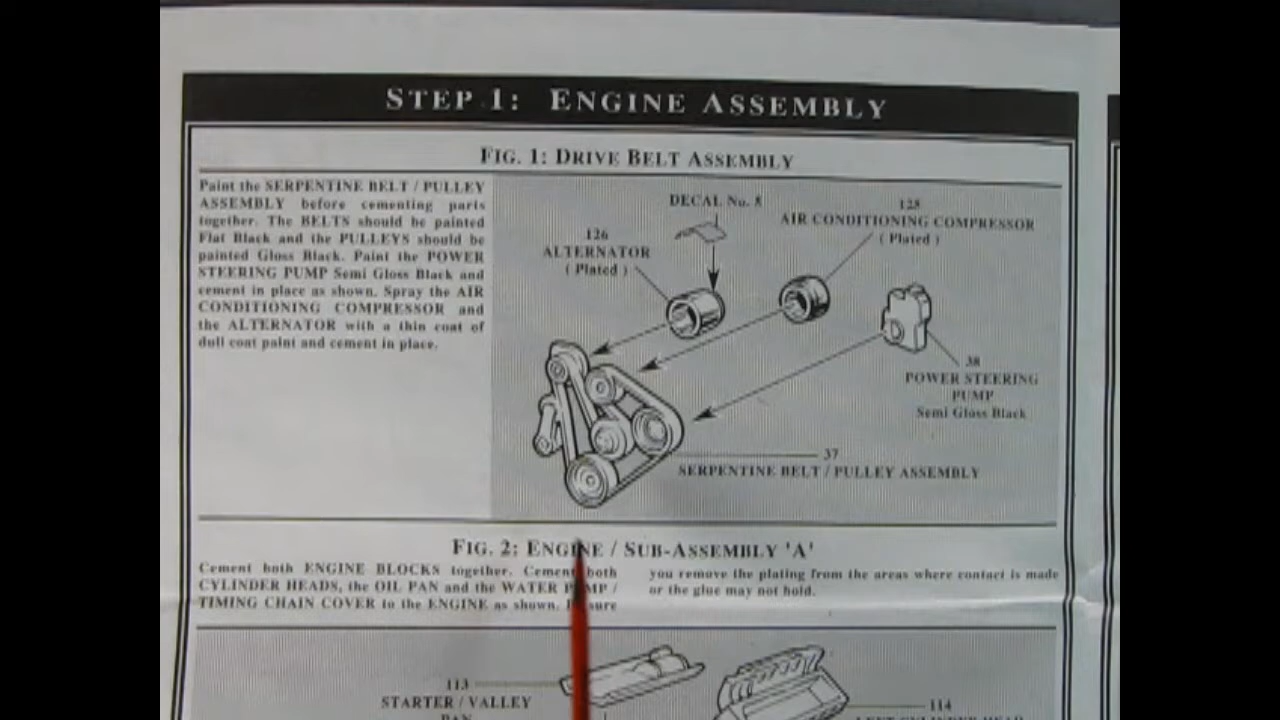 STEP 1: ENGINE ASSEMBLY
FIG. 1: DRIVE BELT ASSEMBLY
Paint the SERPENTINE BELT / PULLEY
ASSEMBLY before cementing parts
together. The BELTS should be painted
Flat Black and the PULLEYS should be
painted Gloss Black. Paint the POWER
STEERING PUMP Semi Gloss Black and
cement in place as shown. Spray the AIR
CONDITIONING COMPRESSOR and
the ALTERNATOR with a thin coat of
dull coat paint and cement in place.
DECAL No. 8
126
ALTERNATOR
( Plated )
125
AIR CONDITIONING COMPRESSOR
( Plated )
38
POWER STEERING
PUMP
Semi Gloss Black
37
SERPENTINE BELT / PULLEY ASSEMBLY
FIG. 2: ENGINE / SUB-ASSEMBLY 'A'
Cement both ENGINE BLOCKS together. Cement both
CYLINDER HEADS, the OIL PAN and the WATER PUMP /
TIMING CHAIN COVER to the ENGINE as shown. Be sure
you remove the plating from the areas where contact is made
or the glue may not hold.
113
STARTER / VALLEY
PAN
114
LEFT CYLINDER HEAD